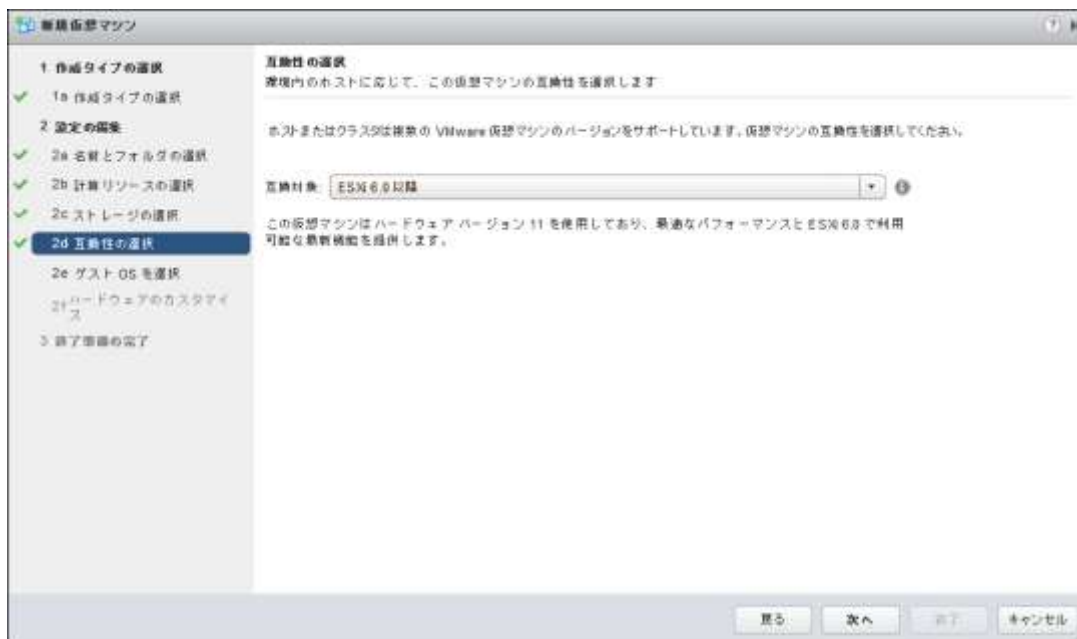 新規仮想マシン
1 作成タイプの選択
1a 作成タイプの選択
2 設定の編集
2a 名前とフォルダの選択
2b 計算リソースの選択
2c ストレージの選択
2d 互換性の選択
2e ゲスト OS を選択
2f ハードウェアのカスタマイ
ズ
3 終了準備の完了
互換性の選択
環境内のホストに応じて、この仮想マシンの互換性を選択します
ホストまたはクラスタは複数の VMware 仮想マシンのバージョンをサポートしています。仮想マシンの互換性を選択してください。
互換対象: ESXi 6.0 以降
この仮想マシンはハードウェア バージョン 11 を使用しており、最適なパフォーマンスと ESXi 6.0 で利用
可能な最新機能を提供します。
戻る 次へ 終了 キャンセル